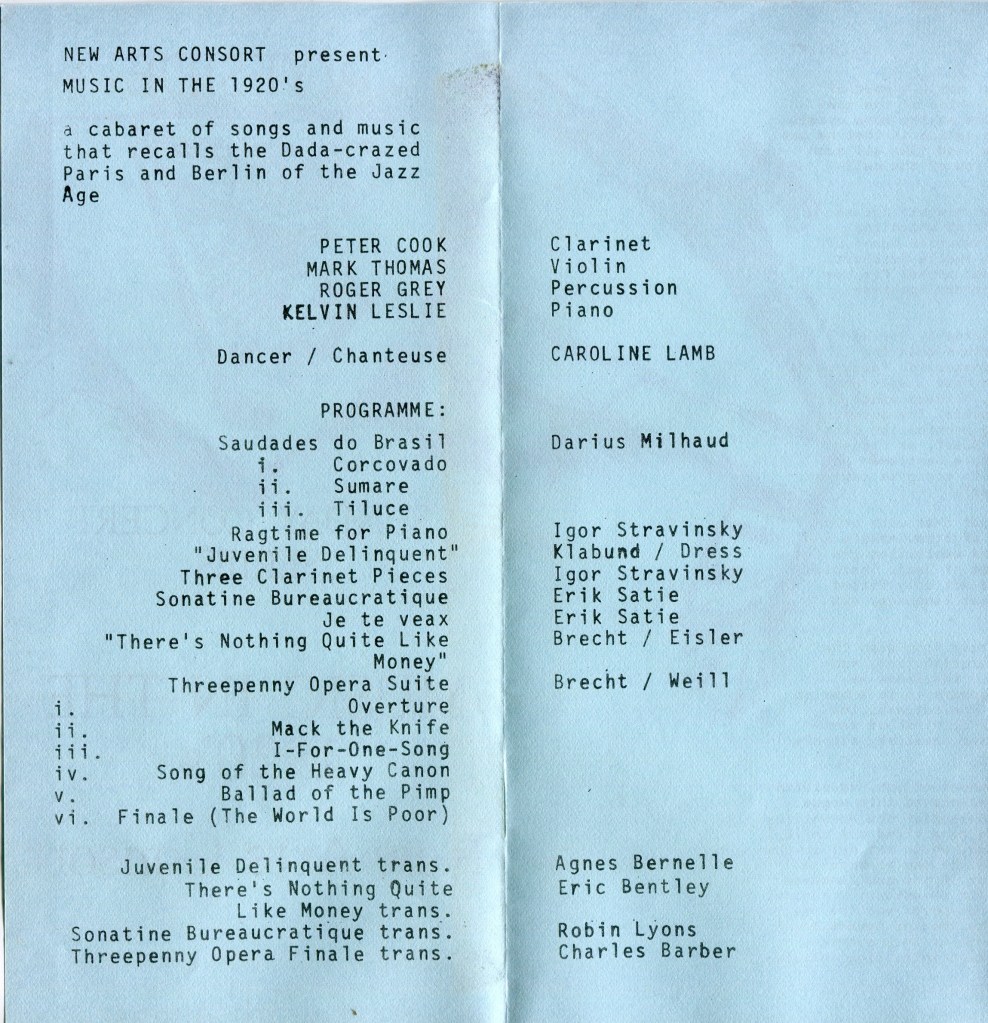 NEW ARTS CONSORT present
MUSIC IN THE 1920's
a cabaret of songs and music
that recalls the Dada-crazed
Paris and Berlin of the Jazz
Age
PETER COOK Clarinet
MARK THOMAS Violin
ROGER GREY Percussion
KELVIN LESLIE Piano
Dancer / Chanteuse CAROLINE LAMB
PROGRAMME:
Saudades do Brasil Darius Milhaud
i. Corcovado
ii. Sumare
iii. Tiluce
Ragtime for Piano Igor Stravinsky
"Juvenile Delinquent" Klabund / Dress
Three Clarinet Pieces Igor Stravinsky
Sonatine Bureaucratique Erik Satie
Je te veax Erik Satie
"There's Nothing Quite Like Brecht / Eisler
Money"
Threepenny Opera Suite Brecht / Weill
i. Overture
ii. Mack the Knife
iii. I-For-One-Song
iv. Song of the Heavy Canon
v. Ballad of the Pimp
vi. Finale (The World Is Poor)
Juvenile Delinquent trans. Agnes Bernelle
There's Nothing Quite Eric Bentley
Like Money trans.
Sonatine Bureaucratique trans. Robin Lyons
Threepenny Opera Finale trans. Charles Barber